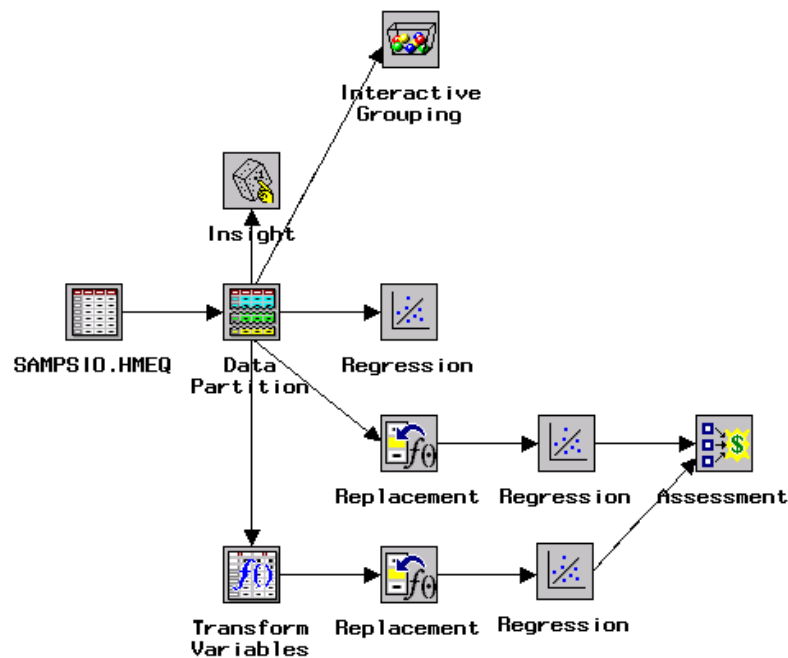 Interactive
Grouping
Insight
SAMPSIO.HMEQ
Data
Partition
Regression
Replacement
Regression
Assessment
Transform
Variables
Replacement
Regression